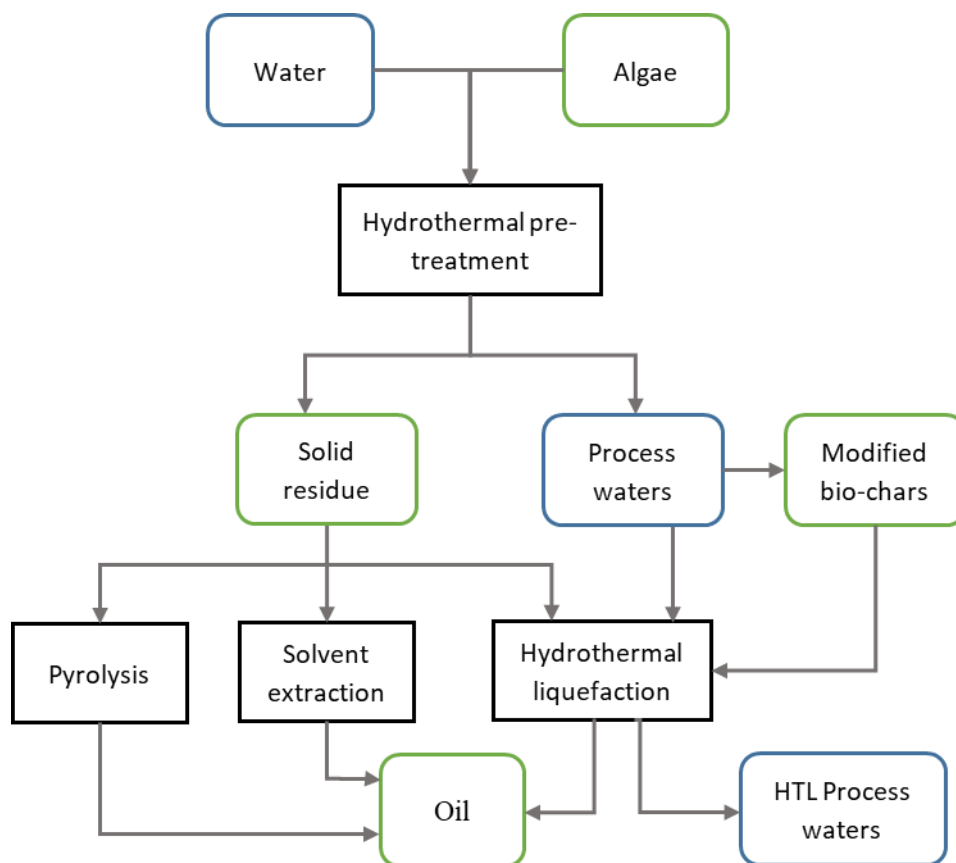 Water
Algae
Hydrothermal pre-
treatment
Solid
residue
Process
waters
Modified
bio-chars
Pyrolysis
Solvent
extraction
Hydrothermal
liquefaction
Oil
HTL Process
waters